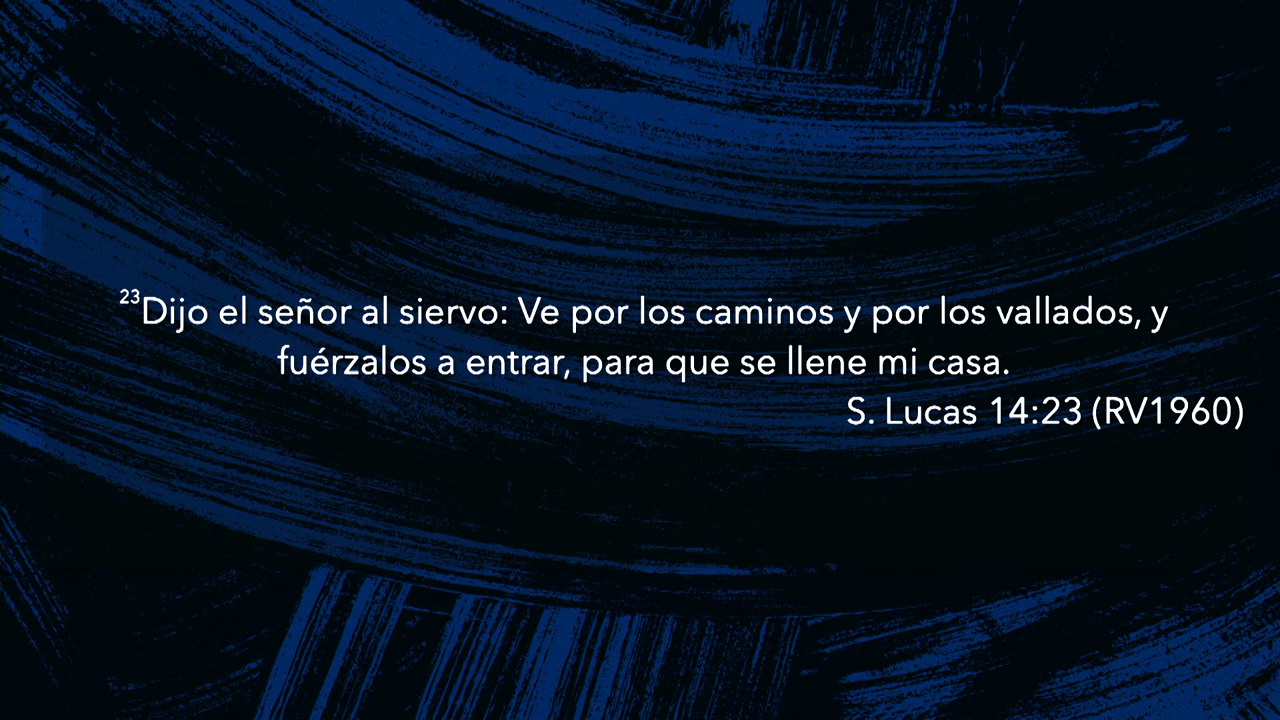 23Dijo el señor al siervo: Ve por los caminos y por los vallados, y
fuérzalos a entrar, para que se llene mi casa.
S. Lucas 14:23 (RV1960)